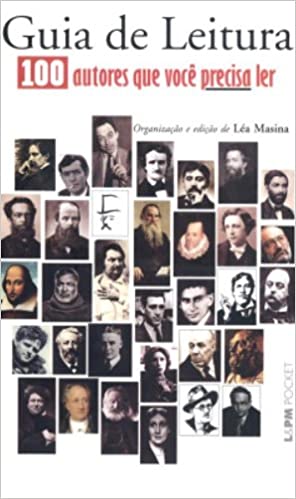 Guia de Leitura
100 autores que você precisa ler
Organização e edição de Léa Masina
L&PM POCKET